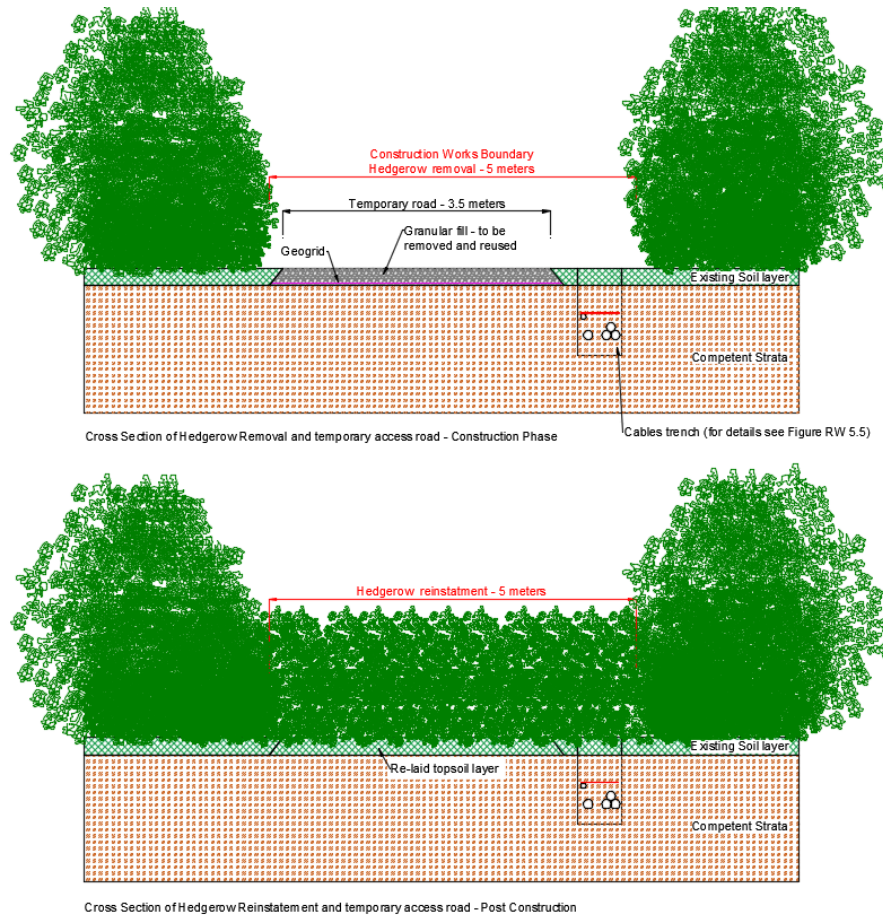 Construction Works Boundary
Hedgerow removal - 5 meters
Temporary road - 3.5 meters
Granular fill - to be
removed and reused
Geogrid
Existing Soil layer
Competent Strata
Cross Section of Hedgerow Removal and temporary access road - Construction Phase
Cables trench (for details see Figure RW 5.5)
Hedgerow reinstatment - 5 meters
Existing Soil layer
Re-laid topsoil layer
Competent Strata
Cross Section of Hedgerow Reinstatement and temporary access road - Post Construction